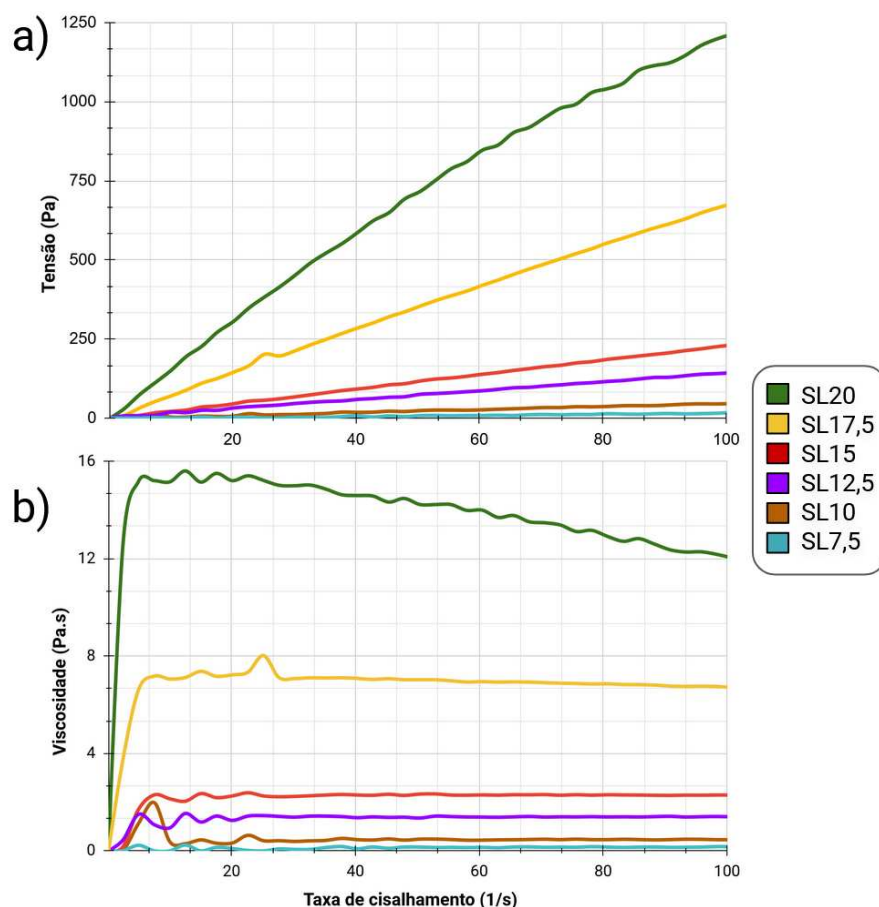 a)
1250
1000
750
500
250
0
Tensão (Pa)
20
40
60
80
100
b)
16
12
8
4
0
Viscosidade (Pa.s)
20
40
60
80
100
Taxa de cisalhamento (1/s)
SL20
SL17,5
SL15
SL12,5
SL10
SL7,5